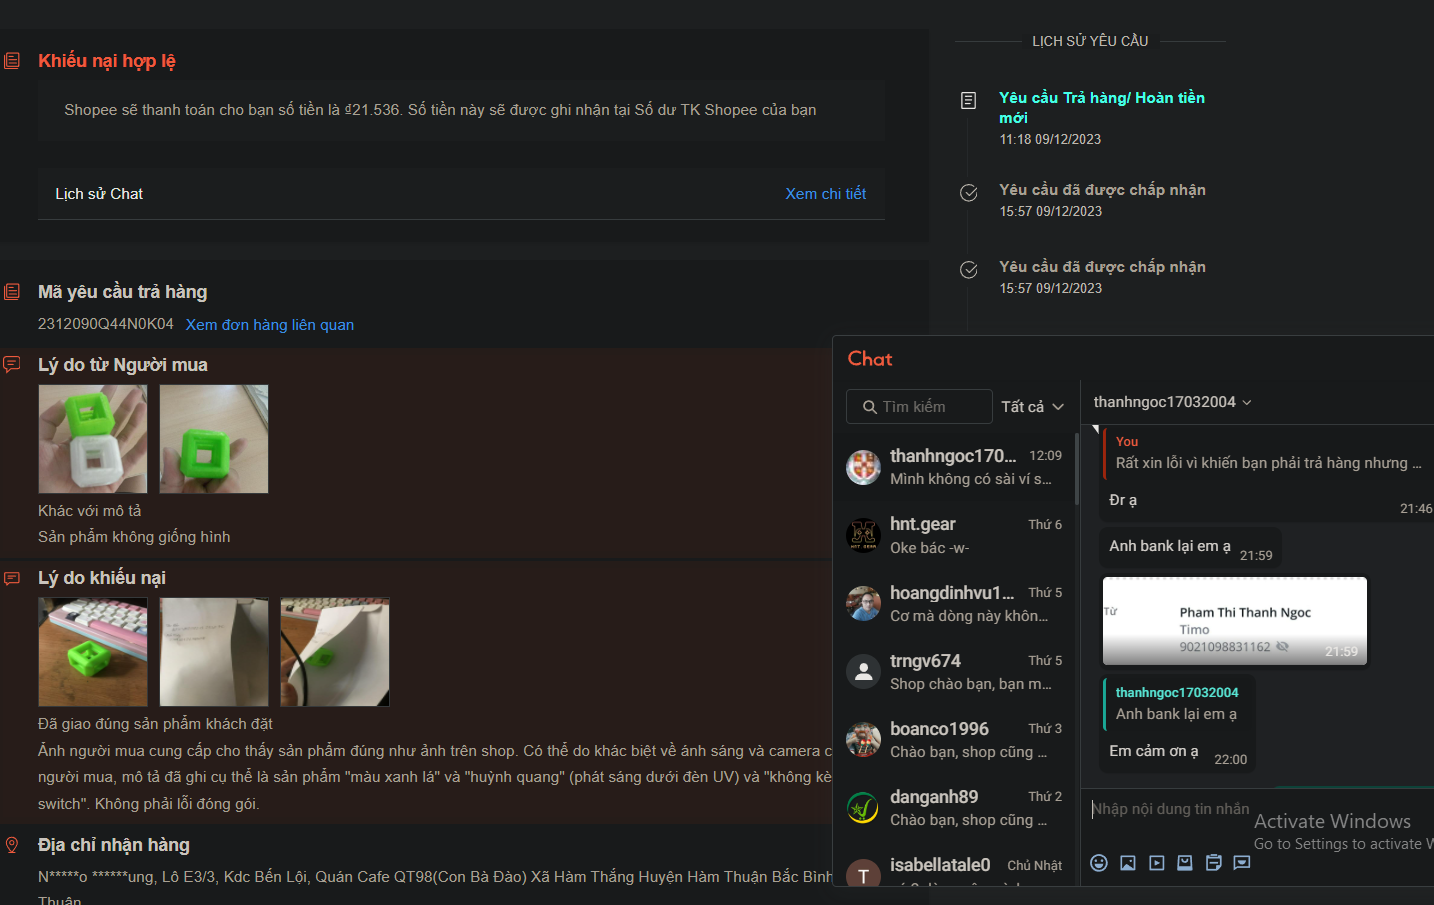 Khiếu nại hợp lệ
Shopee sẽ thanh toán cho bạn số tiền là ₫21.536. Số tiền này sẽ được ghi nhận tại Số dư TK Shopee của bạn
Lịch sử Chat
Xem chi tiết
Mã yêu cầu trả hàng
2312090Q44N0K04 Xem đơn hàng liên quan
Lý do từ Người mua
Khác với mô tả
Sản phẩm không giống hình
Lý do khiếu nại
Đã giao đúng sản phẩm khách đặt
Ảnh người mua cung cấp cho thấy sản phẩm đúng như ảnh trên shop. Có thể do khác biệt về ánh sáng và camera c
người mua, mô tả đã ghi cụ thể là sản phẩm "màu xanh lá" và "huỳnh quang" (phát sáng dưới đèn UV) và "không kè
switch". Không phải lỗi đóng gói.
Địa chỉ nhận hàng
N*****o ******ung, Lô E3/3, Kdc Bến Lội, Quán Cafe QT98(Con Bà Đào) Xã Hàm Thắng Huyện Hàm Thuận Bắc Bình
Thuận
LỊCH SỬ YÊU CẦU
Yêu cầu Trả hàng/ Hoàn tiền
mới
11:18 09/12/2023
Yêu cầu đã được chấp nhận
15:57 09/12/2023
Yêu cầu đã được chấp nhận
15:57 09/12/2023
Chat
Tìm kiếm
Tất cả
thanhngoc170... 12:09
Mình không có sài ví s...
hnt.gear Thứ 6
Oke bác -w-
hoangdinhvu1... Thứ 5
Cơ mà dòng này khôn...
trngv674 Thứ 5
Shop chào bạn, bạn m...
boanco1996 Thứ 3
Chào bạn, shop cũng ...
danganh89 Thứ 2
Chào bạn, shop cũng ...
T
isabellatale0 Chủ Nhật
thanhngoc17032004
You
Rất xin lỗi vì khiến bạn phải trả hàng nhưng ...
Đr ạ
21:46
Anh bank lại em ạ 21:59
Từ
Pham Thi Thanh Ngoc
Timo
9021098831162
21:59
thanhngoc17032004
Anh bank lại em ạ
Em cảm ơn ạ 22:00
Nhập nội dung tin nhắn
Activate Windows
Go to Settings to activate W